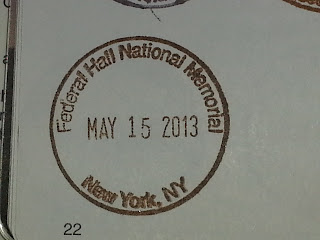 Federal Hall National Memorial
MAY 15 2013
New York, NY
22